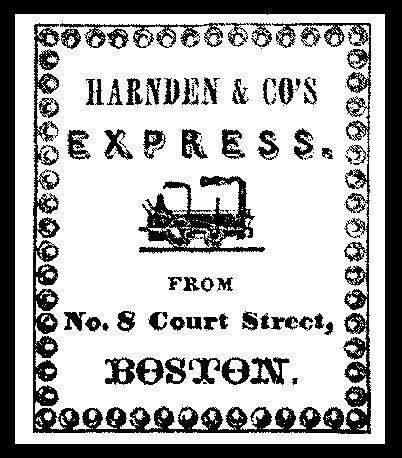 HARNDEN & CO'S
EXPRESS.
FROM
No. 8 Court Street,
BOSTON.